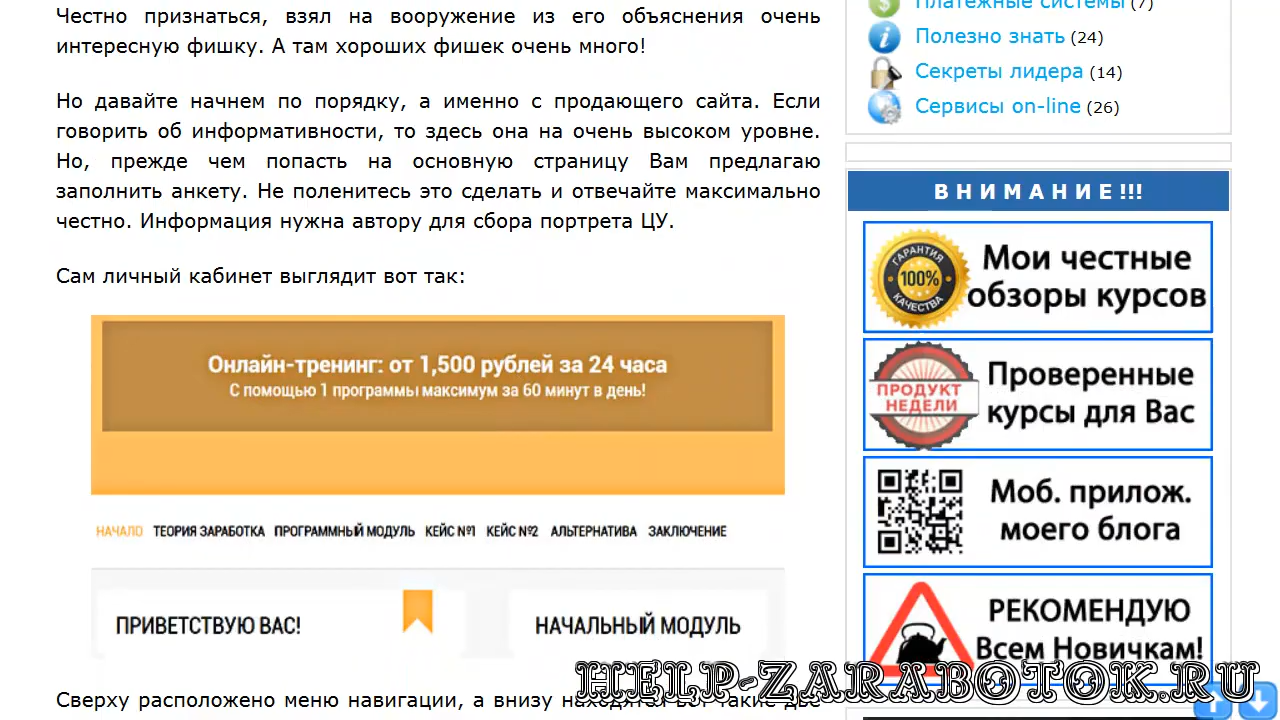 Честно признаться, взял на вооружение из его объяснения очень
интересную фишку. А там хороших фишек очень много!
Но давайте начнем по порядку, а именно с продающего сайта. Если
говорить об информативности, то здесь она на очень высоком уровне.
Но, прежде чем попасть на основную страницу Вам предлагаю
заполнить анкету. Не поленитесь это сделать и отвечайте максимально
честно. Информация нужна автору для сбора портрета ЦУ.
Сам личный кабинет выглядит вот так:
Онлайн-тренинг: от 1,500 рублей за 24 часа
С помощью 1 программы максимум за 60 минут в день!
НАЧАЛО ТЕОРИЯ ЗАРАБОТКА ПРОГРАММНЫЙ МОДУЛЬ КЕЙС №1 КЕЙС №2 АЛЬТЕРНАТИВА ЗАКЛЮЧЕНИЕ
ПРИВЕТСТВУЮ ВАС! НАЧАЛЬНЫЙ МОДУЛЬ
Сверху расположено меню навигации, а внизу находятся вот такие две
Платежные системы (7)
Полезно знать (24)
Секреты лидера (14)
Сервисы on-line (26)
В Н И М А Н И Е !!!
ГАРАНТИЯ
100%
КАЧЕСТВА
Мои честные
обзоры курсов
ПРОДУКТ
НЕДЕЛИ
Проверенные
курсы для Вас
Моб. прилож.
моего блога
РЕКОМЕНДУЮ
Всем Новичкам!
HELP-ZARABOTOK.RU